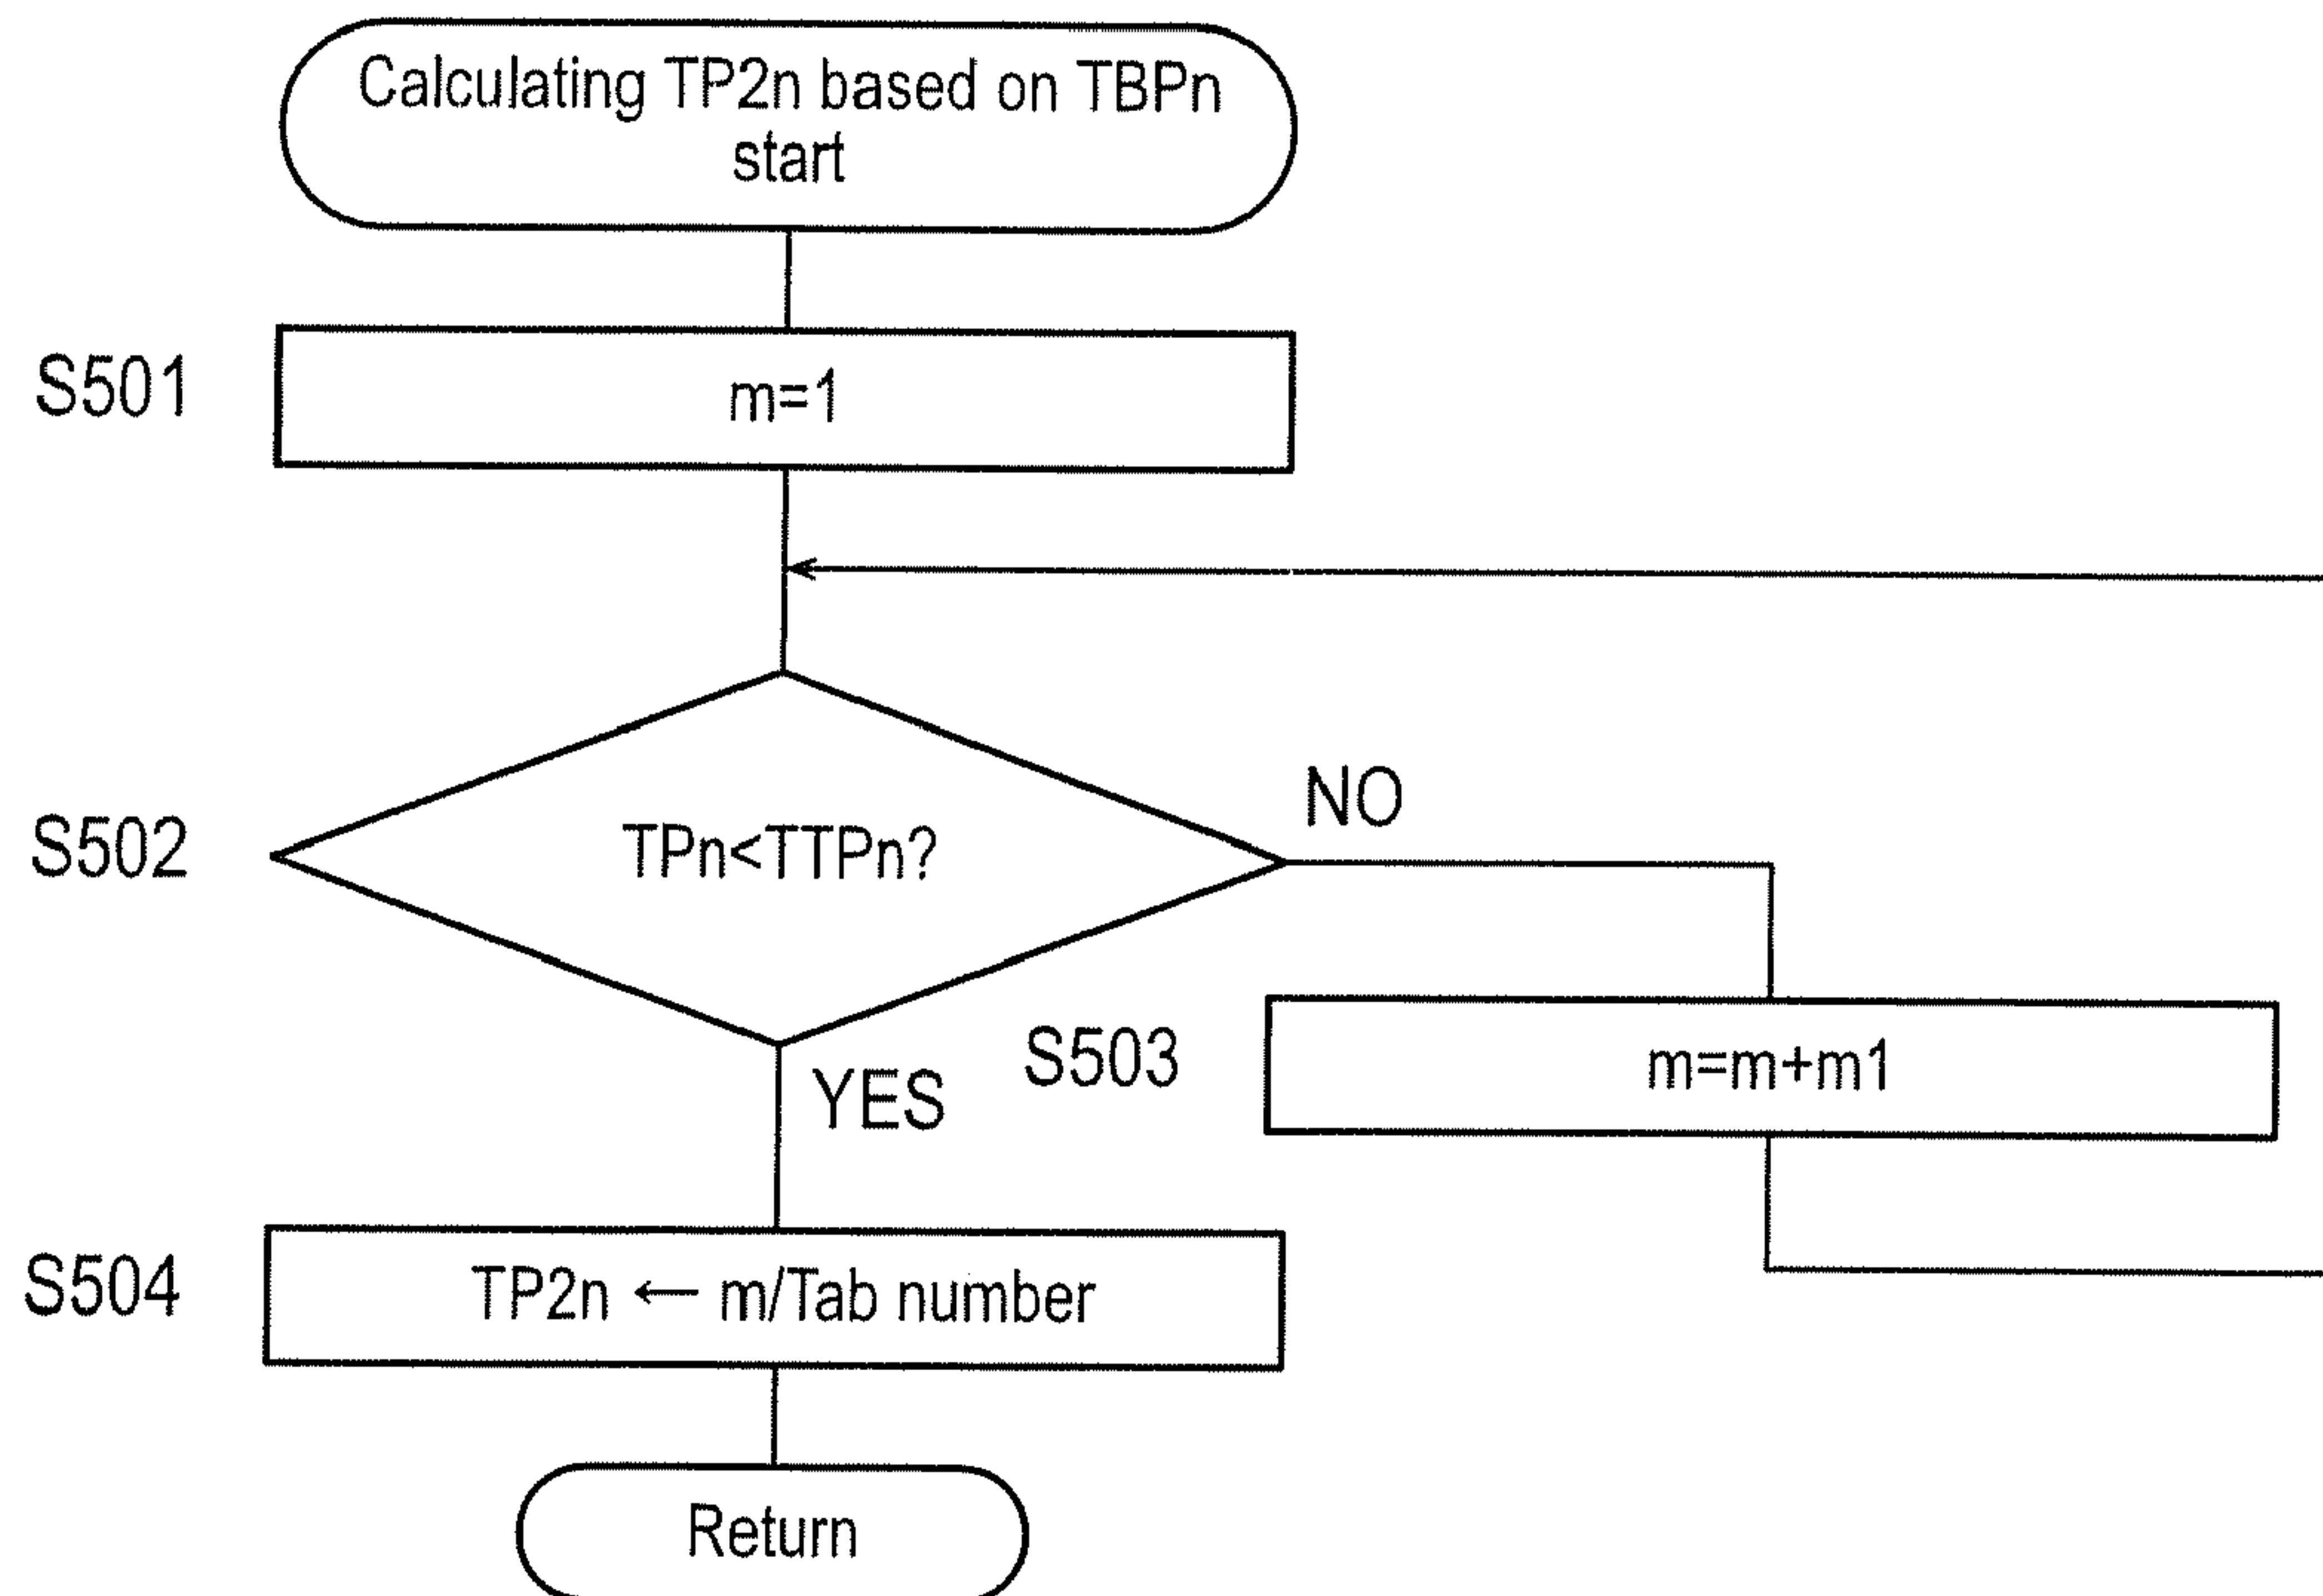 Calculating TP2n based on TBPn
start
S501
m=1
S502
TPn<TTPn?
NO
YES
S503
m=m+m1
S504
TP2n ← m/Tab number
Return